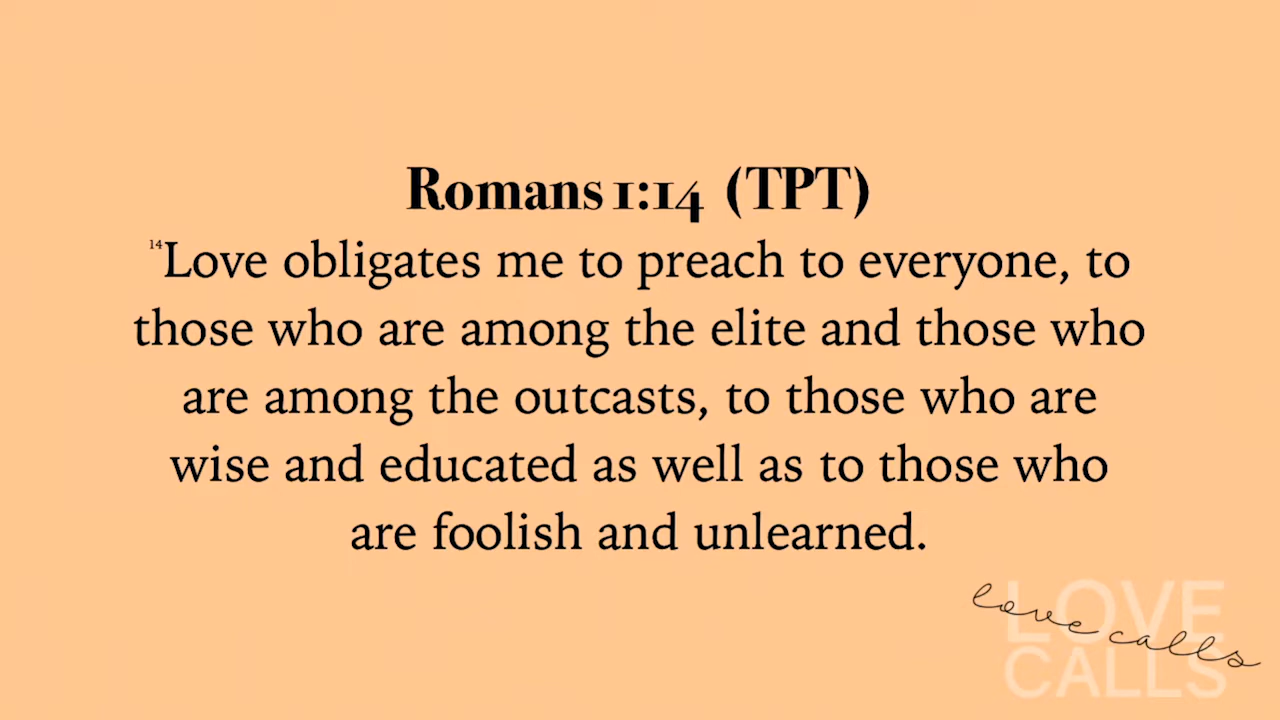 Romans 1:14 (TPT)
14Love obligates me to preach to everyone, to
those who are among the elite and those who
are among the outcasts, to those who are
wise and educated as well as to those who
are foolish and unlearned.
LOVE
love calls
CALLS